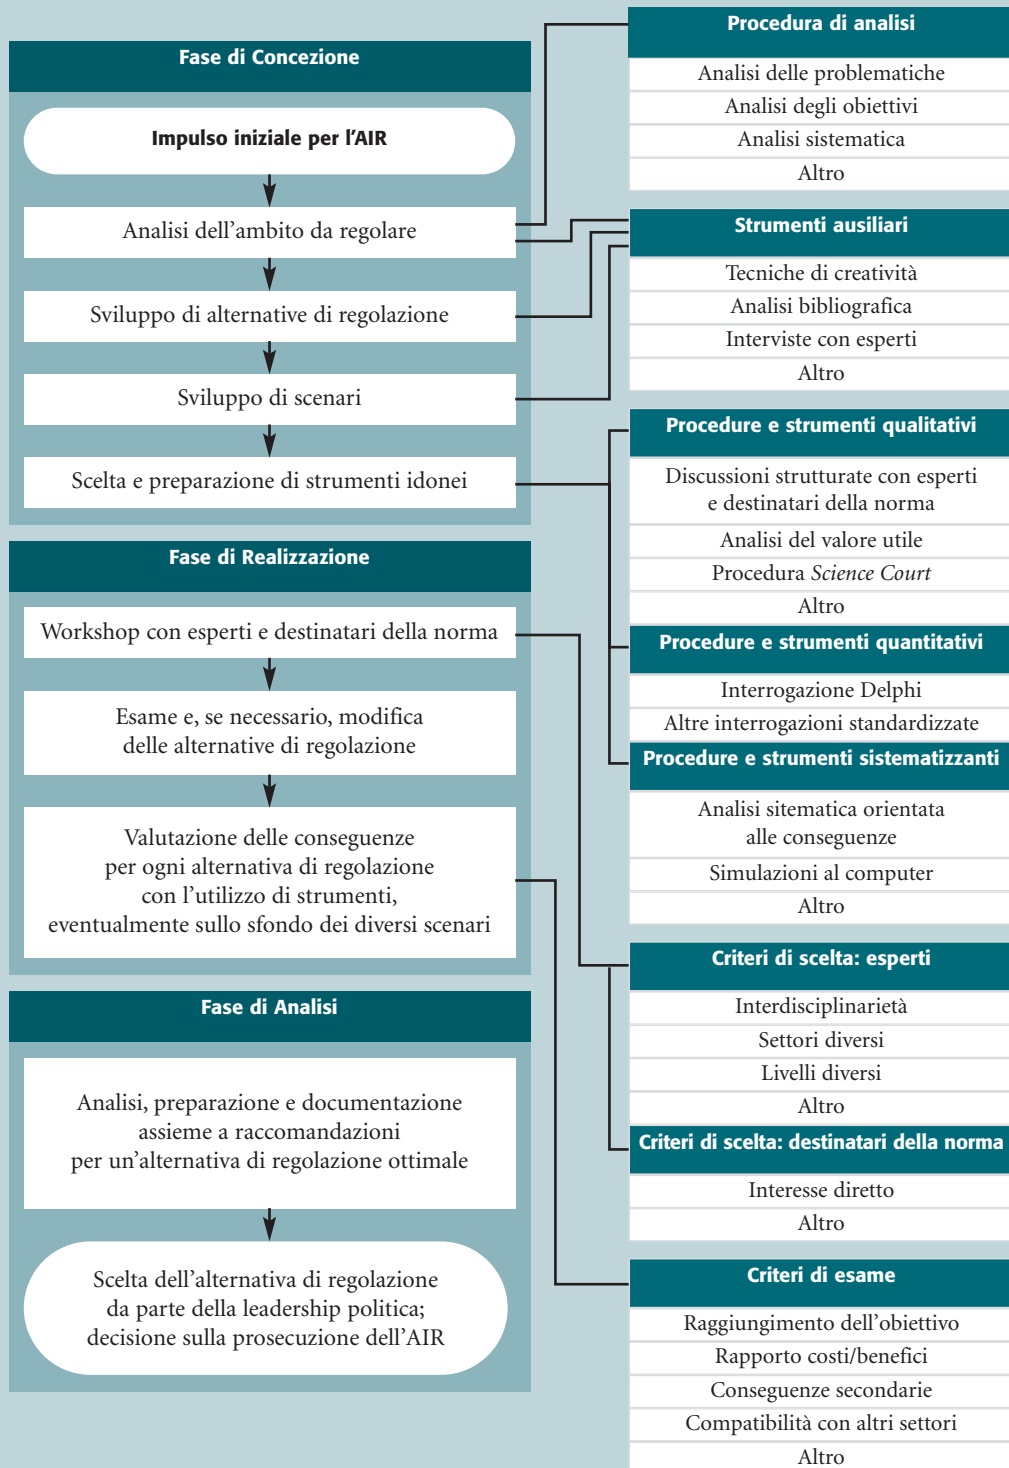 Fase di Concezione
Impulso iniziale per l'AIR
Analisi dell'ambito da regolare
Sviluppo di alternative di regolazione
Sviluppo di scenari
Scelta e preparazione di strumenti idonei
Fase di Realizzazione
Workshop con esperti e destinatari della norma
Esame e, se necessario, modifica
delle alternative di regolazione
Valutazione delle conseguenze
per ogni alternativa di regolazione
con l'utilizzo di strumenti,
eventualmente sullo sfondo dei diversi scenari
Fase di Analisi
Analisi, preparazione e documentazione
assieme a raccomandazioni
per un'alternativa di regolazione ottimale
Scelta dell'alternativa di regolazione
da parte della leadership politica;
decisione sulla prosecuzione dell'AIR
Procedura di analisi
Analisi delle problematiche
Analisi degli obiettivi
Analisi sistematica
Altro
Strumenti ausiliari
Tecniche di creatività
Analisi bibliografica
Interviste con esperti
Altro
Procedure e strumenti qualitativi
Discussioni strutturate con esperti
e destinatari della norma
Analisi del valore utile
Procedura Science Court
Altro
Procedure e strumenti quantitativi
Interrogazione Delphi
Altre interrogazioni standardizzate
Procedure e strumenti sistematizzanti
Analisi sitematica orientata
alle conseguenze
Simulazioni al computer
Altro
Criteri di scelta: esperti
Interdisciplinarietà
Settori diversi
Livelli diversi
Altro
Criteri di scelta: destinatari della norma
Interesse diretto
Altro
Criteri di esame
Raggiungimento dell'obiettivo
Rapporto costi/benefici
Conseguenze secondarie
Compatibilità con altri settori
Altro